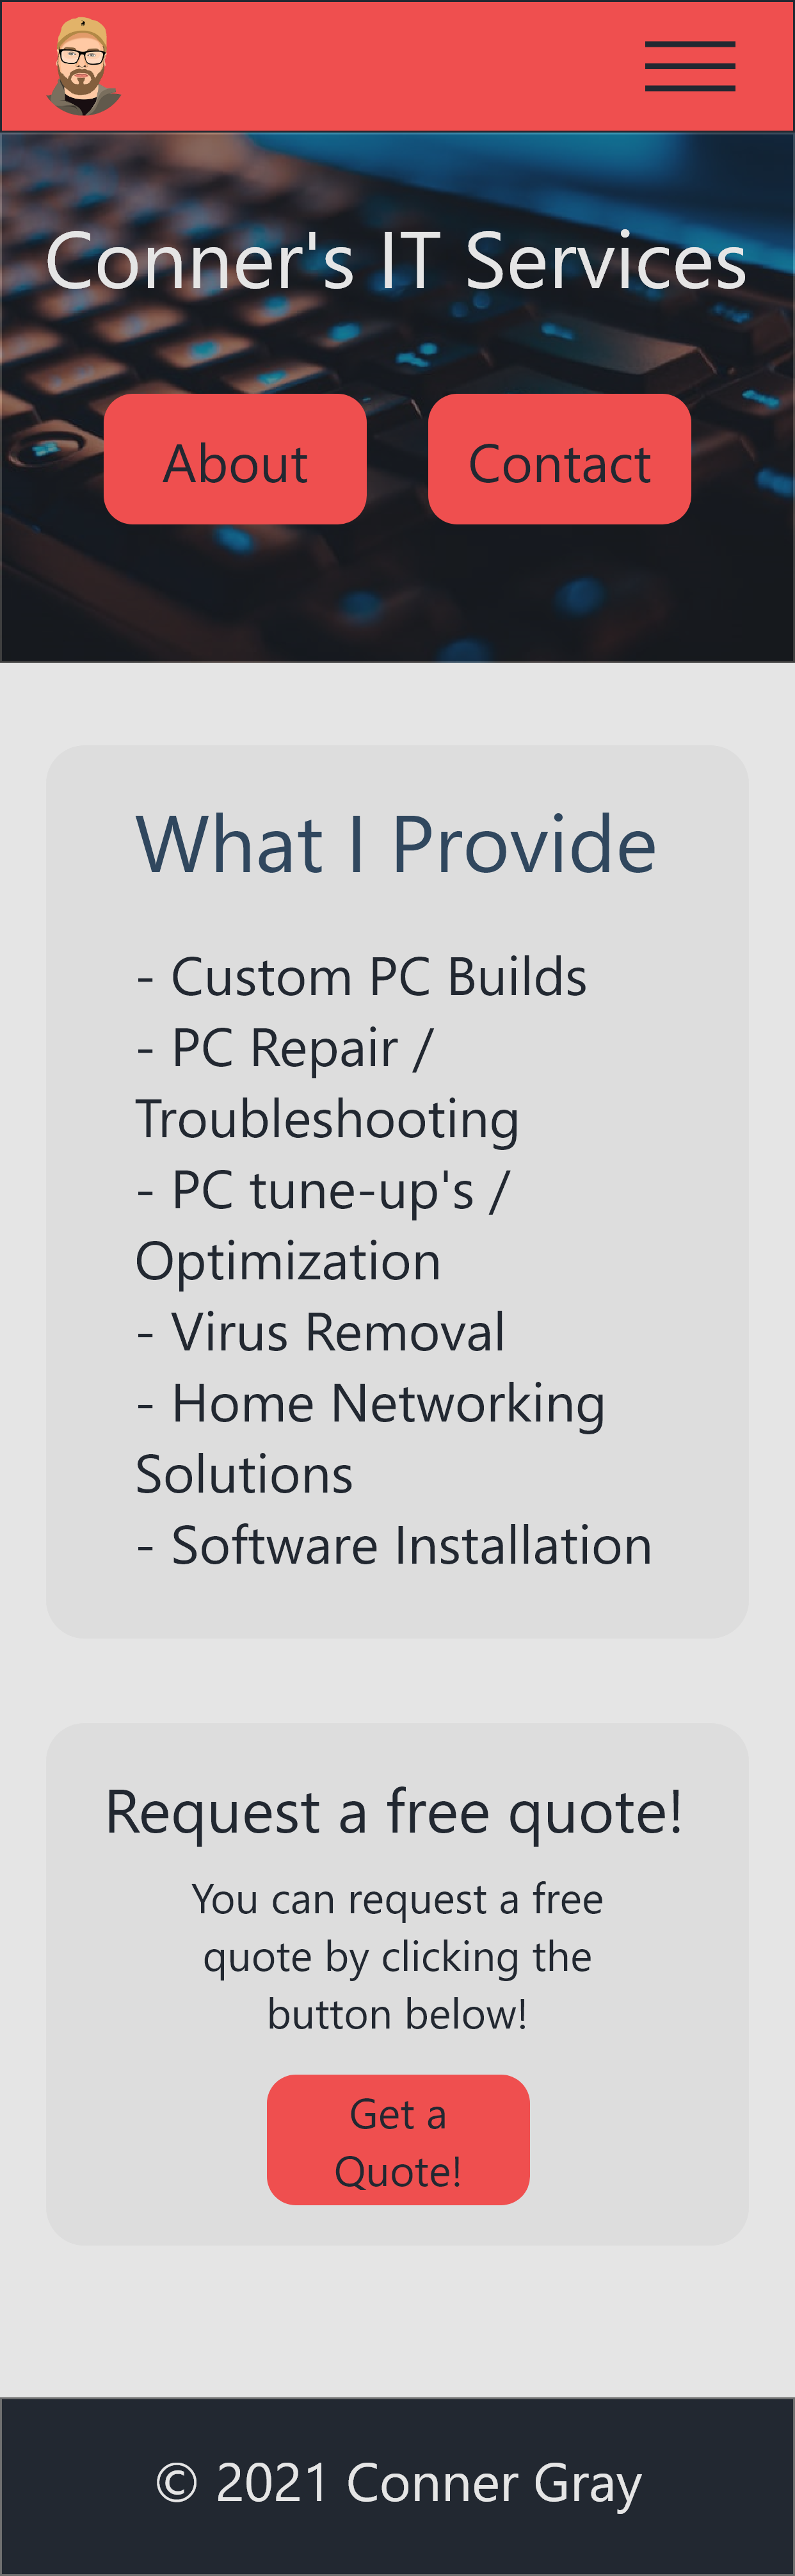 Conner's IT Services
About
Contact
What I Provide
- Custom PC Builds
- PC Repair /
Troubleshooting
- PC tune-up's /
Optimization
- Virus Removal
- Home Networking
Solutions
- Software Installation
Request a free quote!
You can request a free
quote by clicking the
button below!
Get a
Quote!
© 2021 Conner Gray